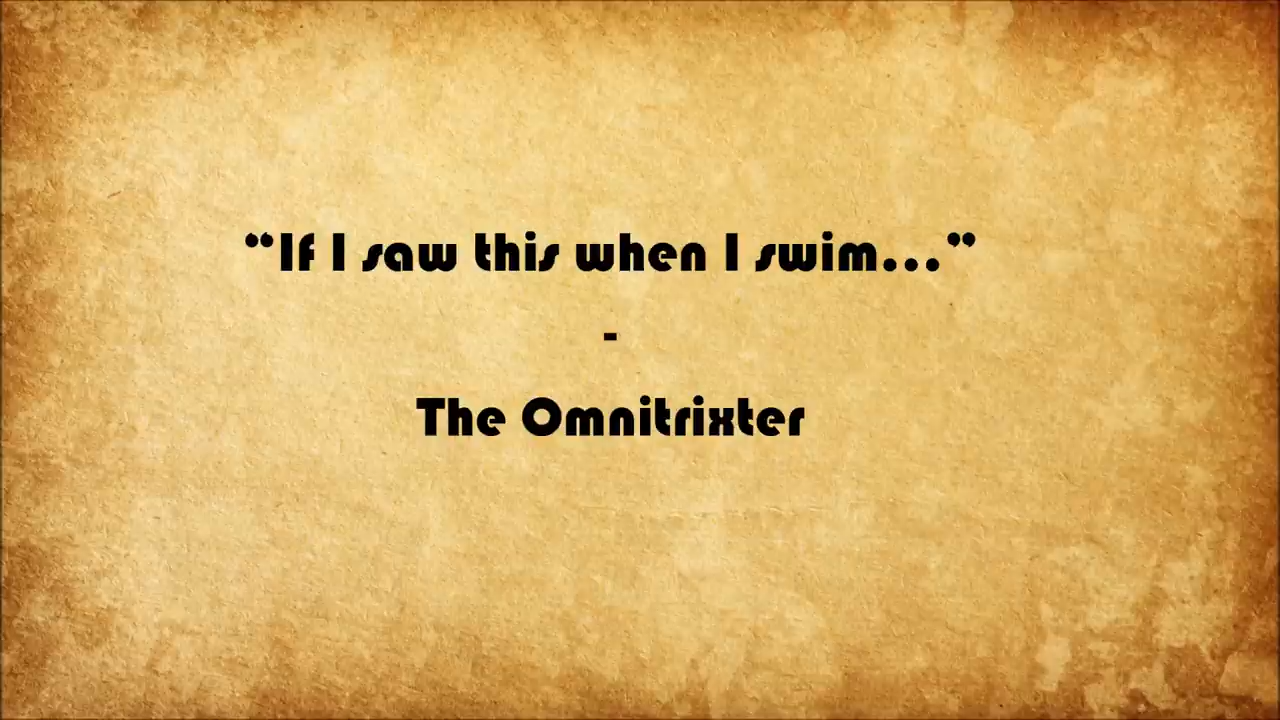 “If I saw this when I swim...”
-
The Omnitrixter